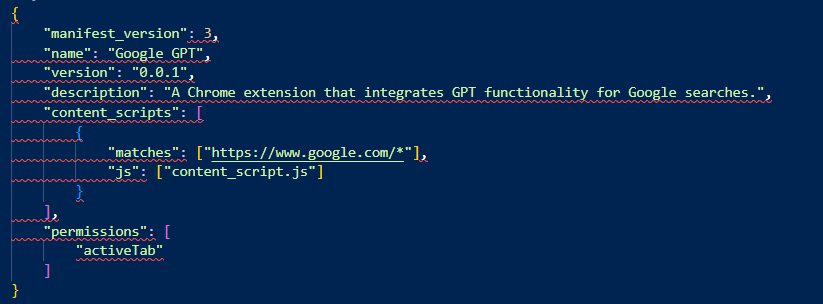 {
    "manifest_version": 3,
    "name": "Google GPT",
    "version": "0.0.1",
    "description": "A Chrome extension that integrates GPT functionality for Google searches.",
    "content_scripts": [
        {
            "matches": ["https://www.google.com/*"],
            "js": ["content_script.js"]
        }
    ],
    "permissions": [
        "activeTab"
    ]
}